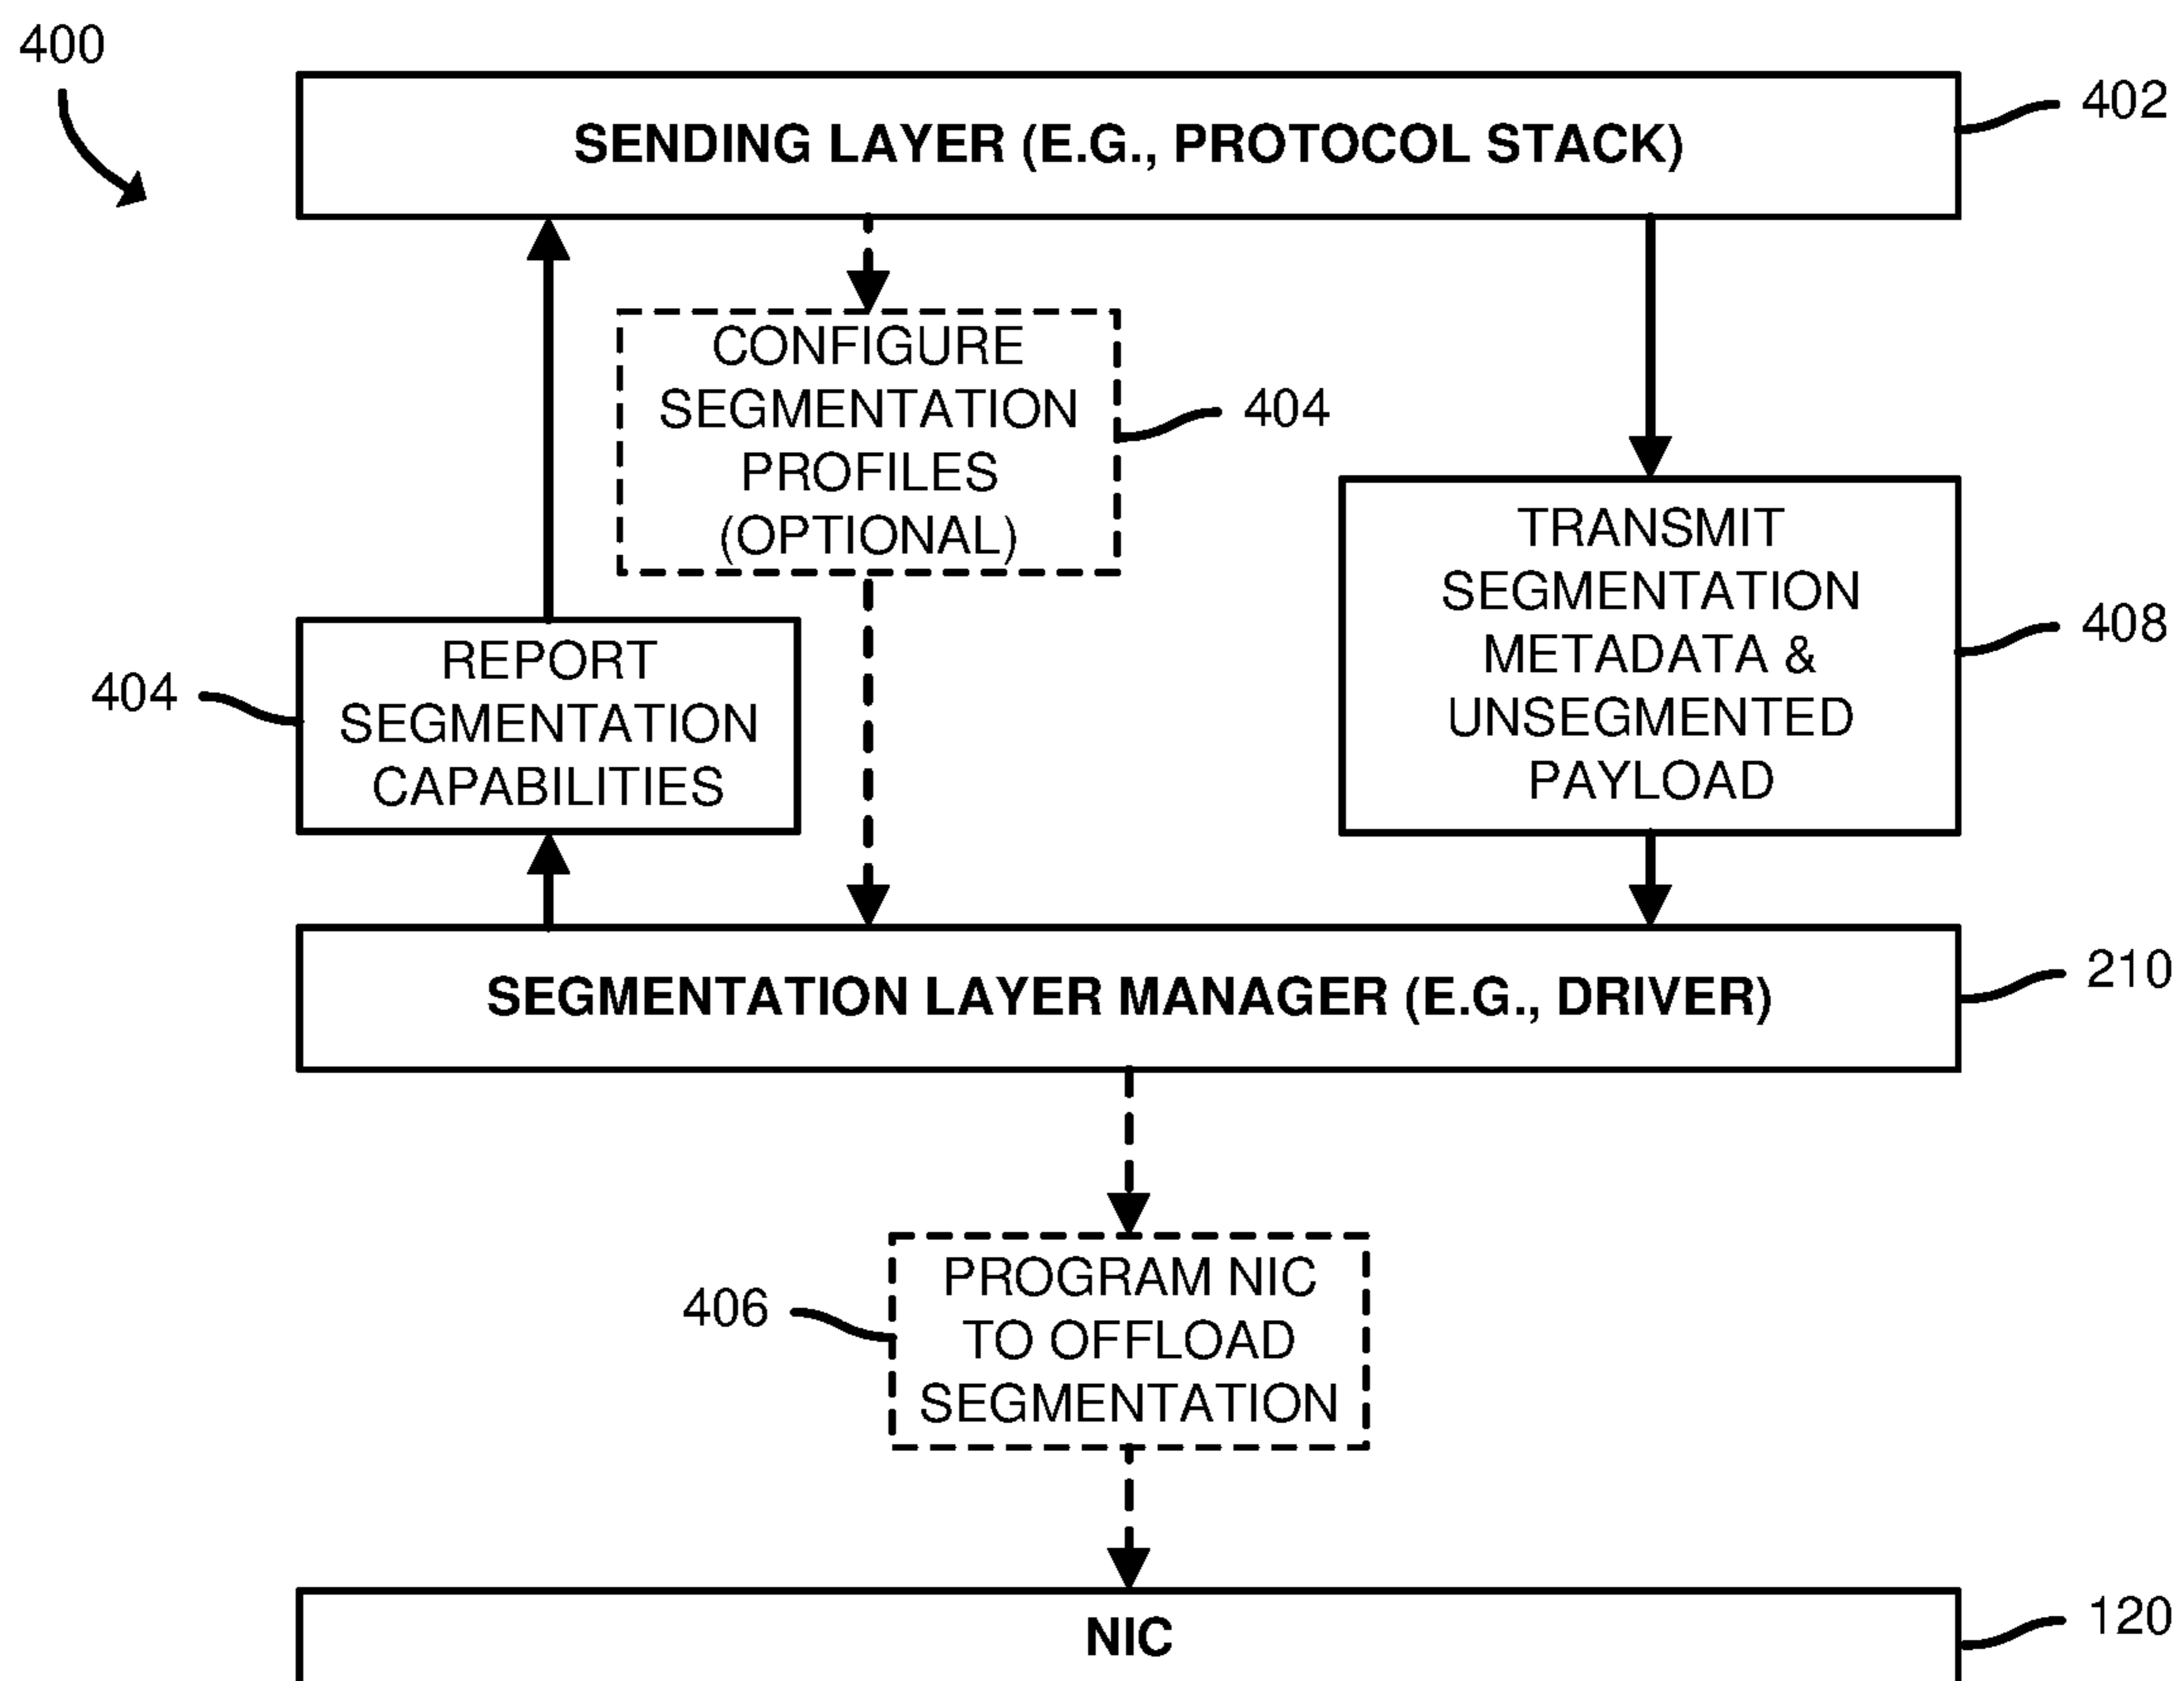 400
SENDING LAYER (E.G., PROTOCOL STACK)
402
CONFIGURE
SEGMENTATION
PROFILES
(OPTIONAL)
404
TRANSMIT
SEGMENTATION
METADATA &
UNSEGMENTED
PAYLOAD
408
REPORT
SEGMENTATION
CAPABILITIES
404
SEGMENTATION LAYER MANAGER (E.G., DRIVER)
210
PROGRAM NIC
TO OFFLOAD
SEGMENTATION
406
NIC
120